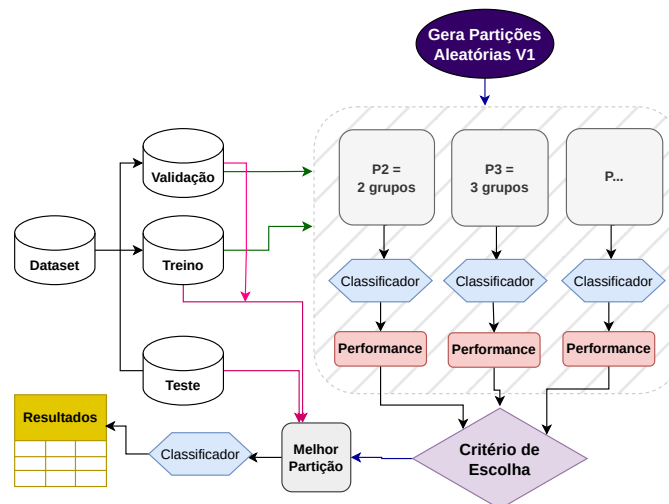 Gera Partições
Aleatórias V1
Validação
P2 =
2 grupos
P3 =
3 grupos
P...
Dataset
Treino
Classificador
Classificador
Classificador
Performance
Performance
Performance
Teste
Resultados
Classificador
Melhor
Partição
Critério de
Escolha